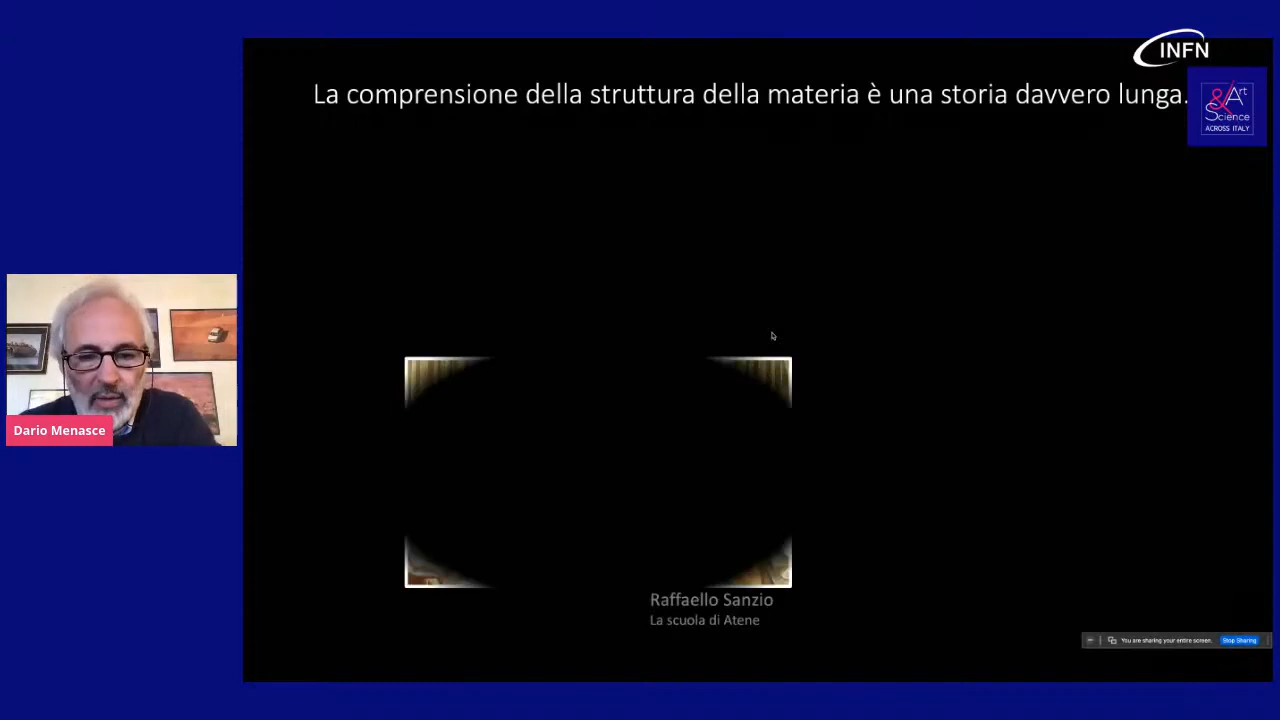 INFN
La comprensione della struttura della materia è una storia davvero lunga.
& Art
Science
ACROSS ITALY
Dario Menasce
Raffaello Sanzio
La scuola di Atene
You are sharing your entire screen.
Stop Sharing